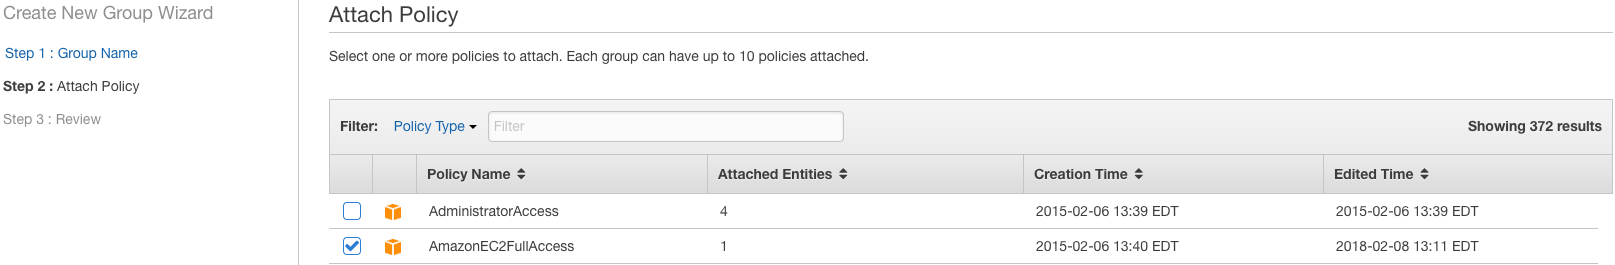 Create New Group Wizard
Step 1 : Group Name
Step 2 : Attach Policy
Step 3 : Review
Attach Policy
Select one or more policies to attach. Each group can have up to 10 policies attached.
Filter: Policy Type Filter Showing 372 results
Policy Name Attached Entities Creation Time Edited Time
AdministratorAccess 4 2015-02-06 13:39 EDT 2015-02-06 13:39 EDT
AmazonEC2FullAccess 1 2015-02-06 13:40 EDT 2018-02-08 13:11 EDT